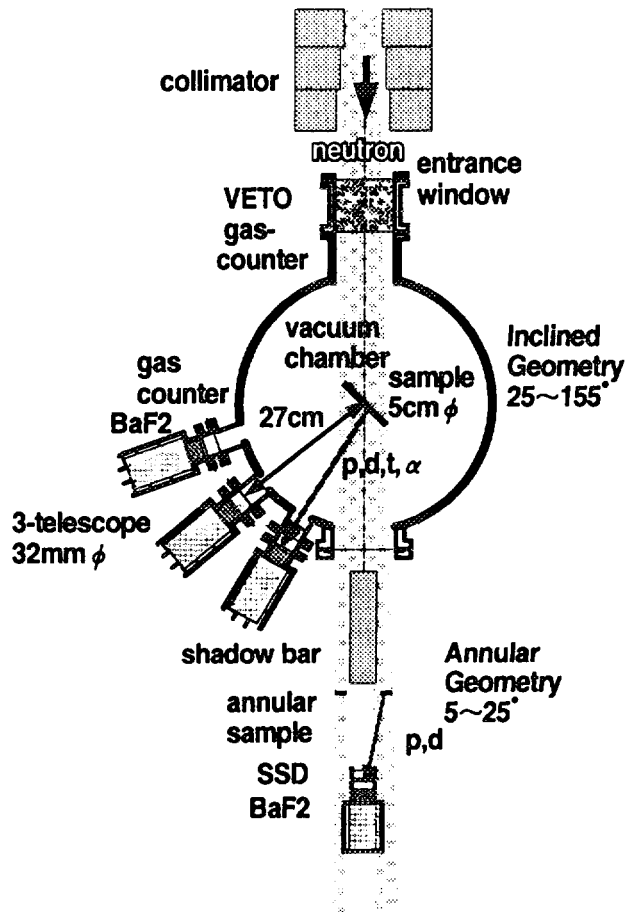 collimator
neutron
entrance
window
VETO
gas-
counter
vacuum
chamber
Inclined
Geometry
25~155°
gas
counter
BaF2
sample
5cm ϕ
27cm
p,d,t, α
3-telescope
32mm ϕ
shadow bar
Annular
Geometry
5~25°
annular
sample
p,d
SSD
BaF2